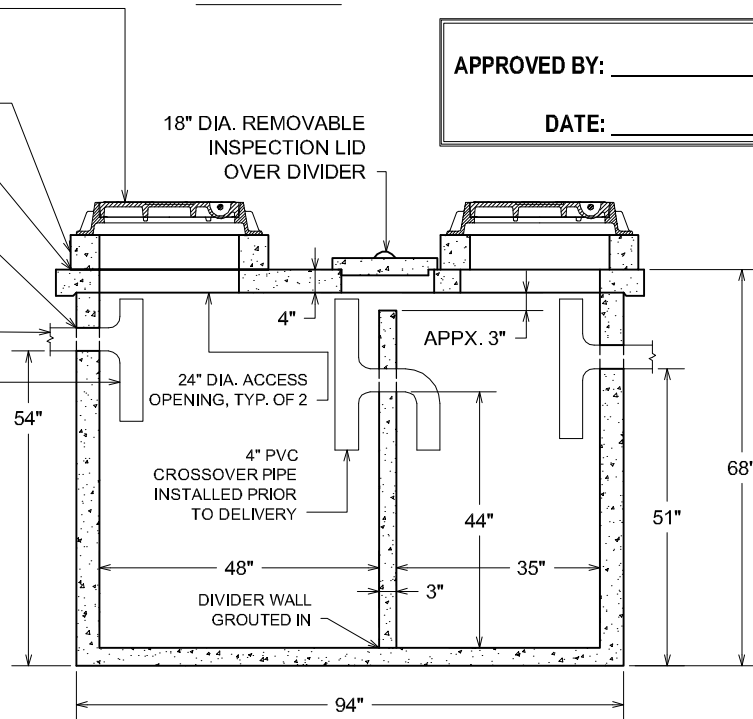 APPROVED BY:
DATE:
18" DIA. REMOVABLE
INSPECTION LID
OVER DIVIDER
4"
APPX. 3"
24" DIA. ACCESS
OPENING, TYP. OF 2
54"
4" PVC
CROSSOVER PIPE
INSTALLED PRIOR
TO DELIVERY
68"
51"
44"
48"
35"
3"
DIVIDER WALL
GROUTED IN
94"